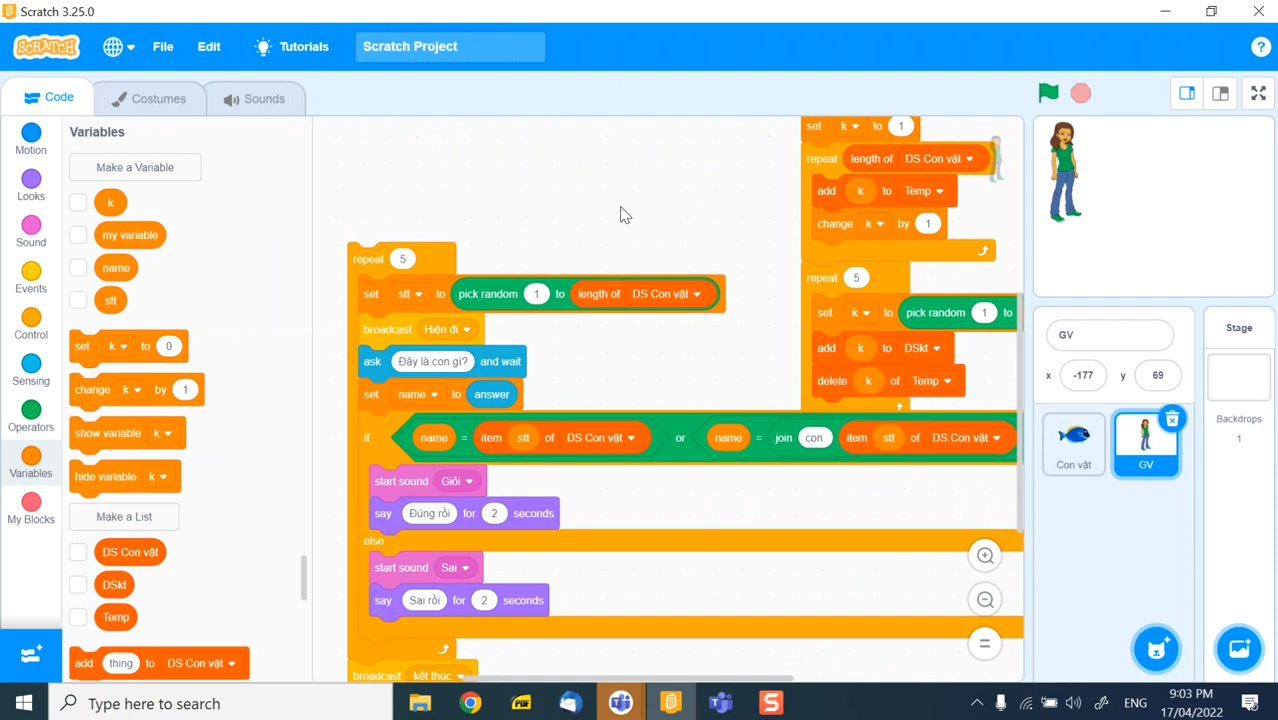 Scratch 3.25.0
SCRATCH File Edit Tutorials Scratch Project ?
Code Costumes Sounds
Motion
Looks
Sound
Events
Control
Sensing
Operators
Variables
My Blocks
Variables
Make a Variable
k
my variable
name
stt
set k to 0
change k by 1
show variable k
hide variable k
Make a List
DS Con vật
DSkt
Temp
add thing to DS Con vật
repeat 5
set stt to pick random 1 to length of DS Con vật
broadcast Hiện đi
ask Đây là con gì? and wait
set name to answer
if name = item stt of DS Con vật or name = join con item stt of DS Con vật
start sound Giỏi
say Đúng rồi for 2 seconds
else
start sound Sai
say Sai rồi for 2 seconds
broadcast kết thúc
set k to 1
repeat length of DS Con vật
add k to Temp
change k by 1
repeat 5
set k to pick random 1 to
add k to DSkt
delete k of Temp
GV
x -177 y 69
Con vật
GV
Stage
Backdrops
1
Type here to search
PDF
S
ENG
9:03 PM
17/04/2022